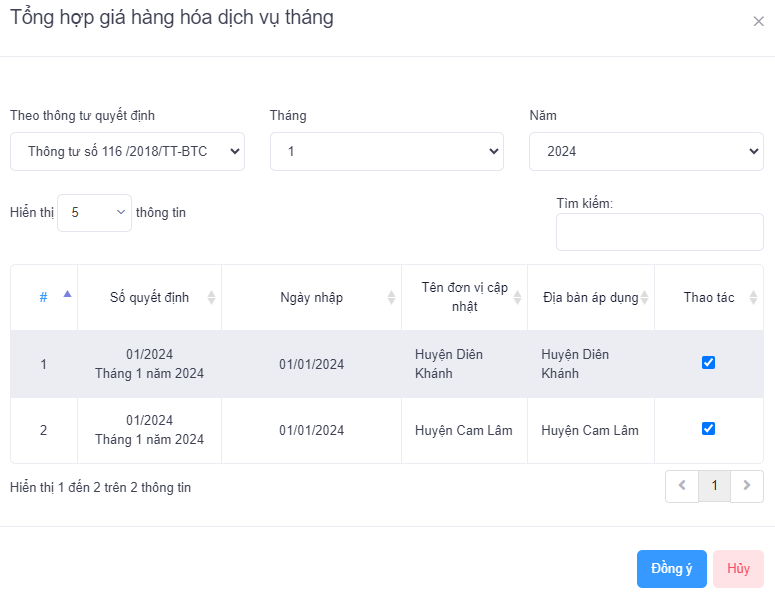 Tổng hợp giá hàng hóa dịch vụ tháng
×
Theo thông tư quyết định
Tháng
Năm
Thông tư số 116 /2018/TT-BTC
1
2024
Hiển thị 5 thông tin
Tìm kiếm:
#
Số quyết định
Ngày nhập
Tên đơn vị cập
nhật
Địa bàn áp dụng
Thao tác
1
01/2024
Tháng 1 năm 2024
01/01/2024
Huyện Diên
Khánh
Huyện Diên
Khánh
2
01/2024
Tháng 1 năm 2024
01/01/2024
Huyện Cam Lâm
Huyện Cam Lâm
Hiển thị 1 đến 2 trên 2 thông tin
1
Đồng ý
Hủy